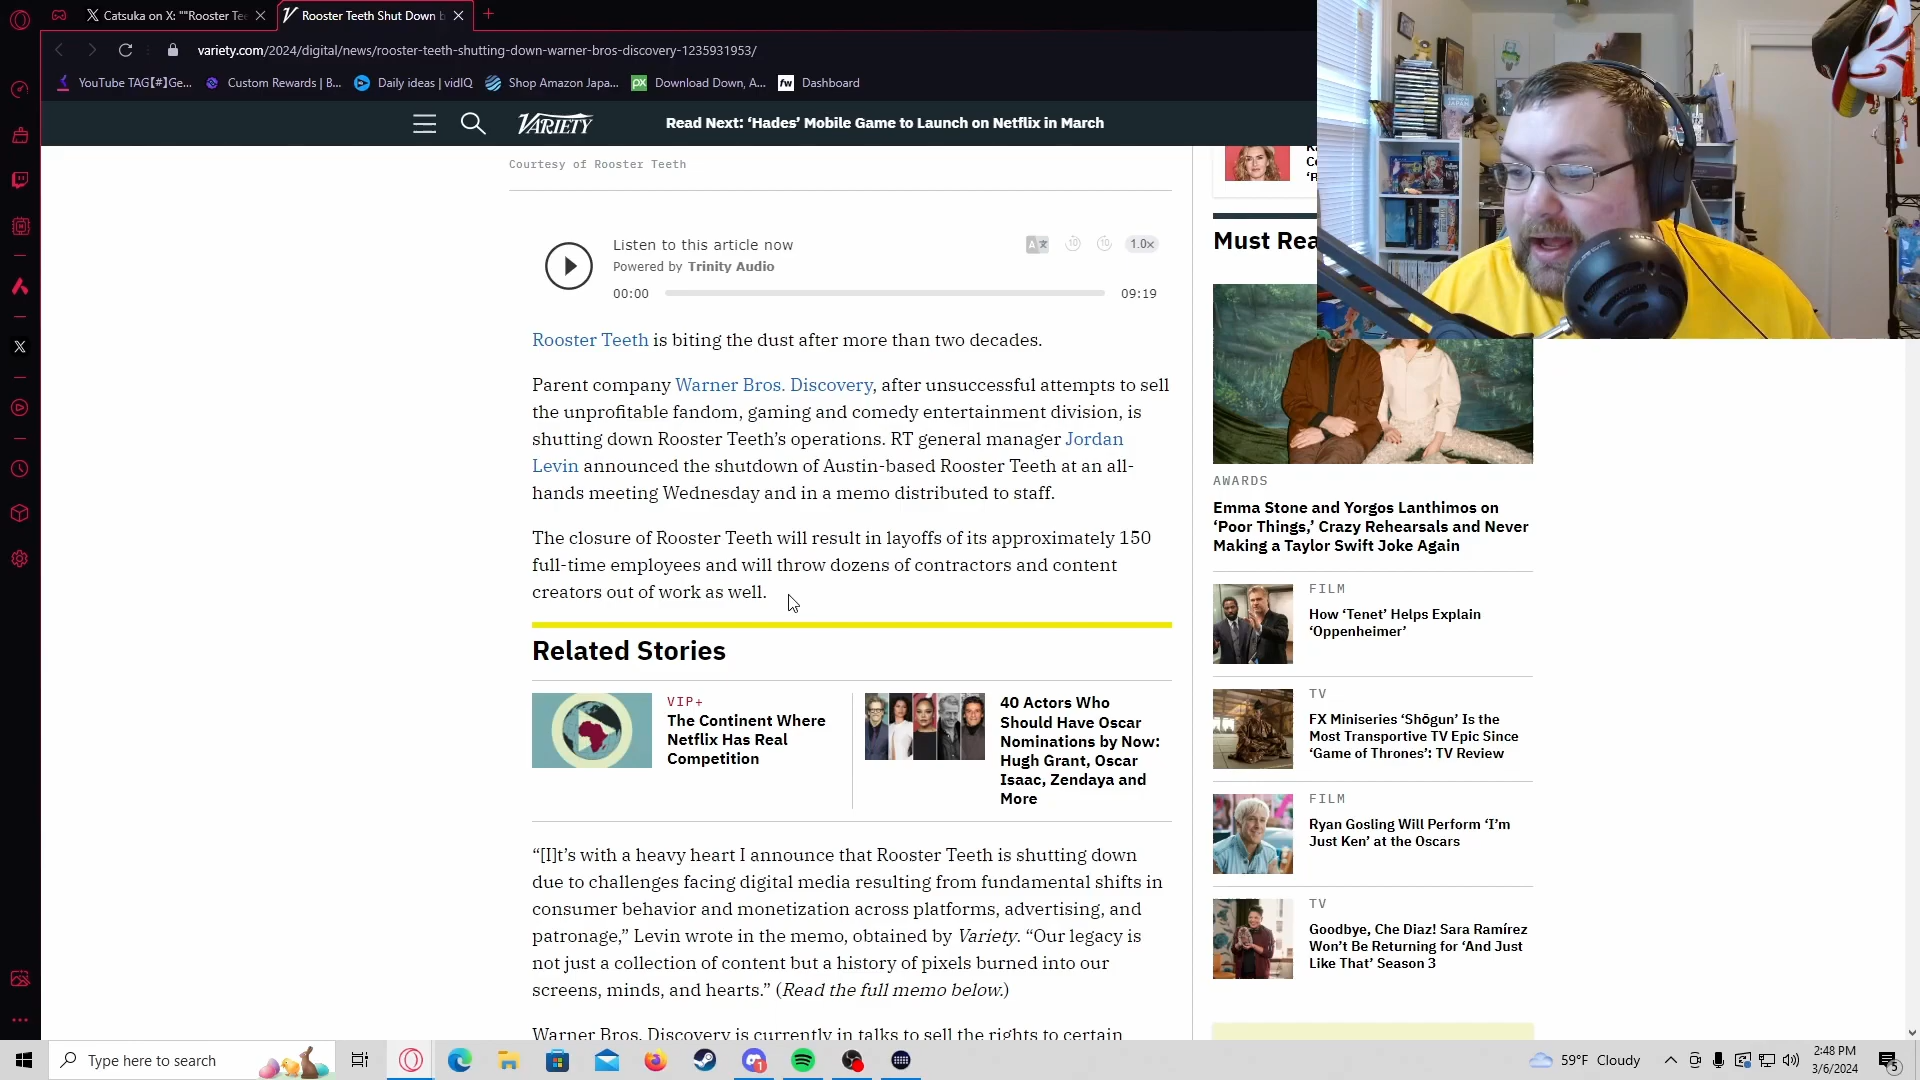 Catsuka on X: ""Rooster Tee
Rooster Teeth Shut Down b
variety.com/2024/digital/news/rooster-teeth-shutting-down-warner-bros-discovery-1235931953/
YouTube TAG【#】Ge...
Custom Rewards | B...
Daily ideas | vidIQ
Shop Amazon Japa...
Download Down, A...
Dashboard
VARIETY
Read Next: ‘Hades’ Mobile Game to Launch on Netflix in March
Courtesy of Rooster Teeth
Listen to this article now
Powered by Trinity Audio
10
10
1.0x
00:00
09:19
Rooster Teeth is biting the dust after more than two decades.
Parent company Warner Bros. Discovery, after unsuccessful attempts to sell
the unprofitable fandom, gaming and comedy entertainment division, is
shutting down Rooster Teeth’s operations. RT general manager Jordan
Levin announced the shutdown of Austin-based Rooster Teeth at an all-
hands meeting Wednesday and in a memo distributed to staff.
The closure of Rooster Teeth will result in layoffs of its approximately 150
full-time employees and will throw dozens of contractors and content
creators out of work as well.
Related Stories
VIP+
The Continent Where
Netflix Has Real
Competition
40 Actors Who
Should Have Oscar
Nominations by Now:
Hugh Grant, Oscar
Isaac, Zendaya and
More
“[I]t’s with a heavy heart I announce that Rooster Teeth is shutting down
due to challenges facing digital media resulting from fundamental shifts in
consumer behavior and monetization across platforms, advertising, and
patronage,” Levin wrote in the memo, obtained by Variety. “Our legacy is
not just a collection of content but a history of pixels burned into our
screens, minds, and hearts.” (Read the full memo below.)
Warner Bros. Discovery is currently in talks to sell the rights to certain
Must Rea
AWARDS
Emma Stone and Yorgos Lanthimos on
‘Poor Things,’ Crazy Rehearsals and Never
Making a Taylor Swift Joke Again
FILM
How ‘Tenet’ Helps Explain
‘Oppenheimer’
TV
FX Miniseries ‘Shōgun’ Is the
Most Transportive TV Epic Since
‘Game of Thrones’: TV Review
FILM
Ryan Gosling Will Perform ‘I’m
Just Ken’ at the Oscars
TV
Goodbye, Che Diaz! Sara Ramírez
Won’t Be Returning for ‘And Just
Like That’ Season 3
Type here to search
59°F Cloudy
2:48 PM
3/6/2024
5